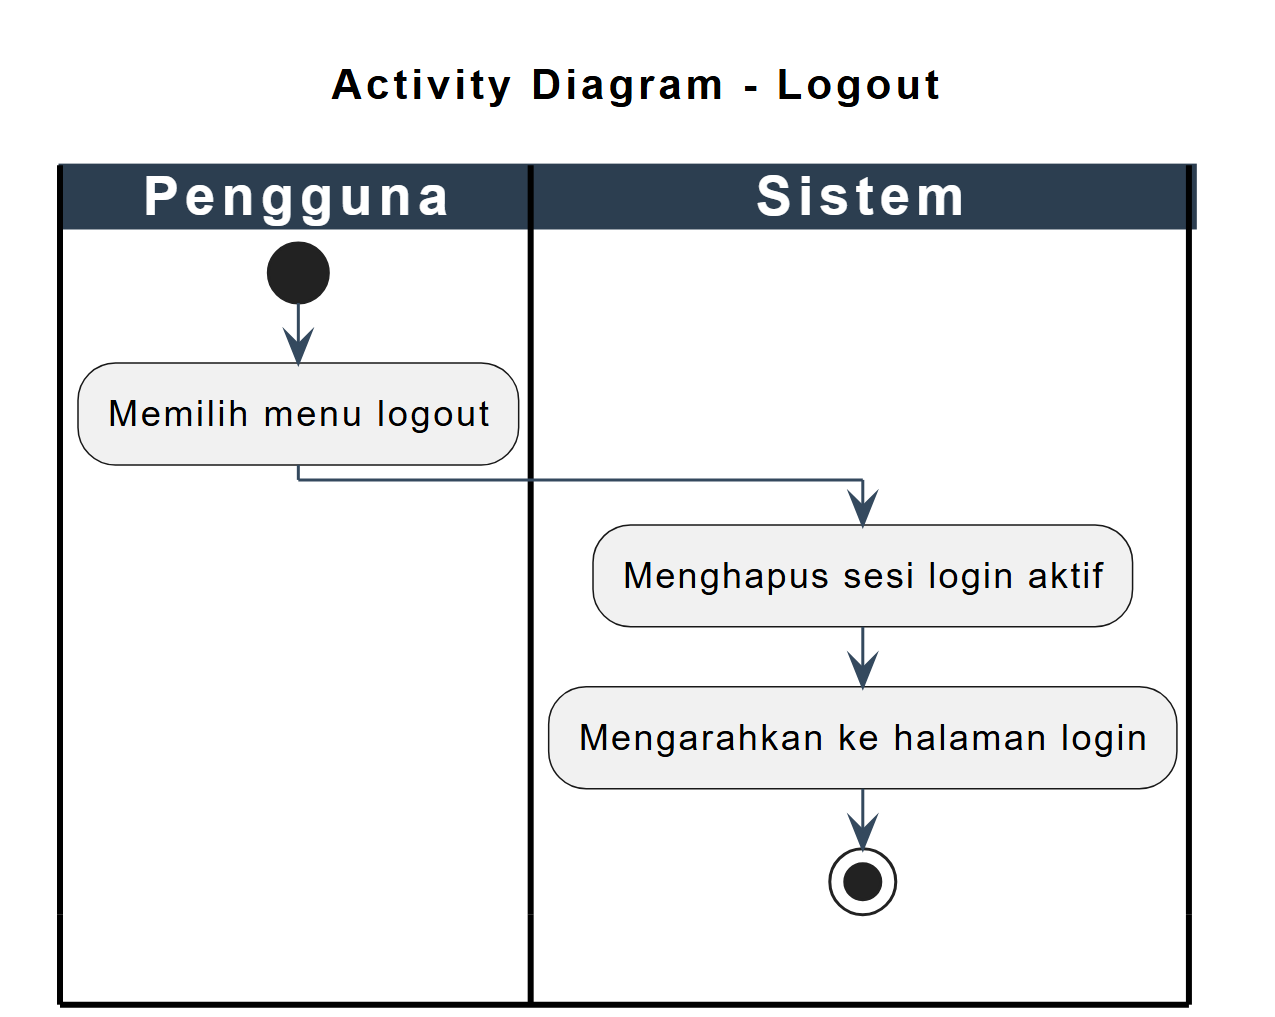 Activity Diagram - Logout
Pengguna
Sistem
Memilih menu logout
Menghapus sesi login aktif
Mengarahkan ke halaman login